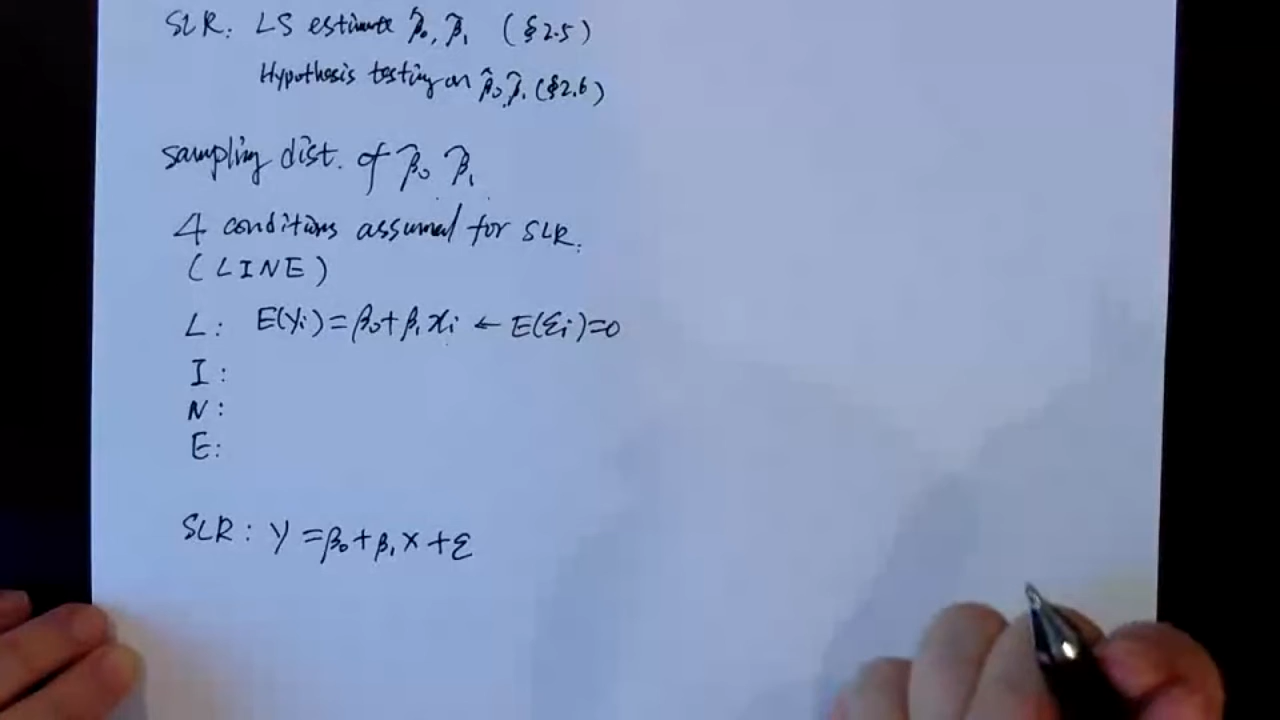 SLR: LS estimate β̂₀, β̂₁ (§2.5)
Hypothesis testing on β̂₀, β̂₁ (§2.6)
sampling dist. of β̂₀ β̂₁
4 conditions assumed for SLR.
(LINE)
L: E(Yi)=β₀+β₁xi ← E(εi)=0
I:
N:
E:
SLR: Y=β₀+β₁X+ε